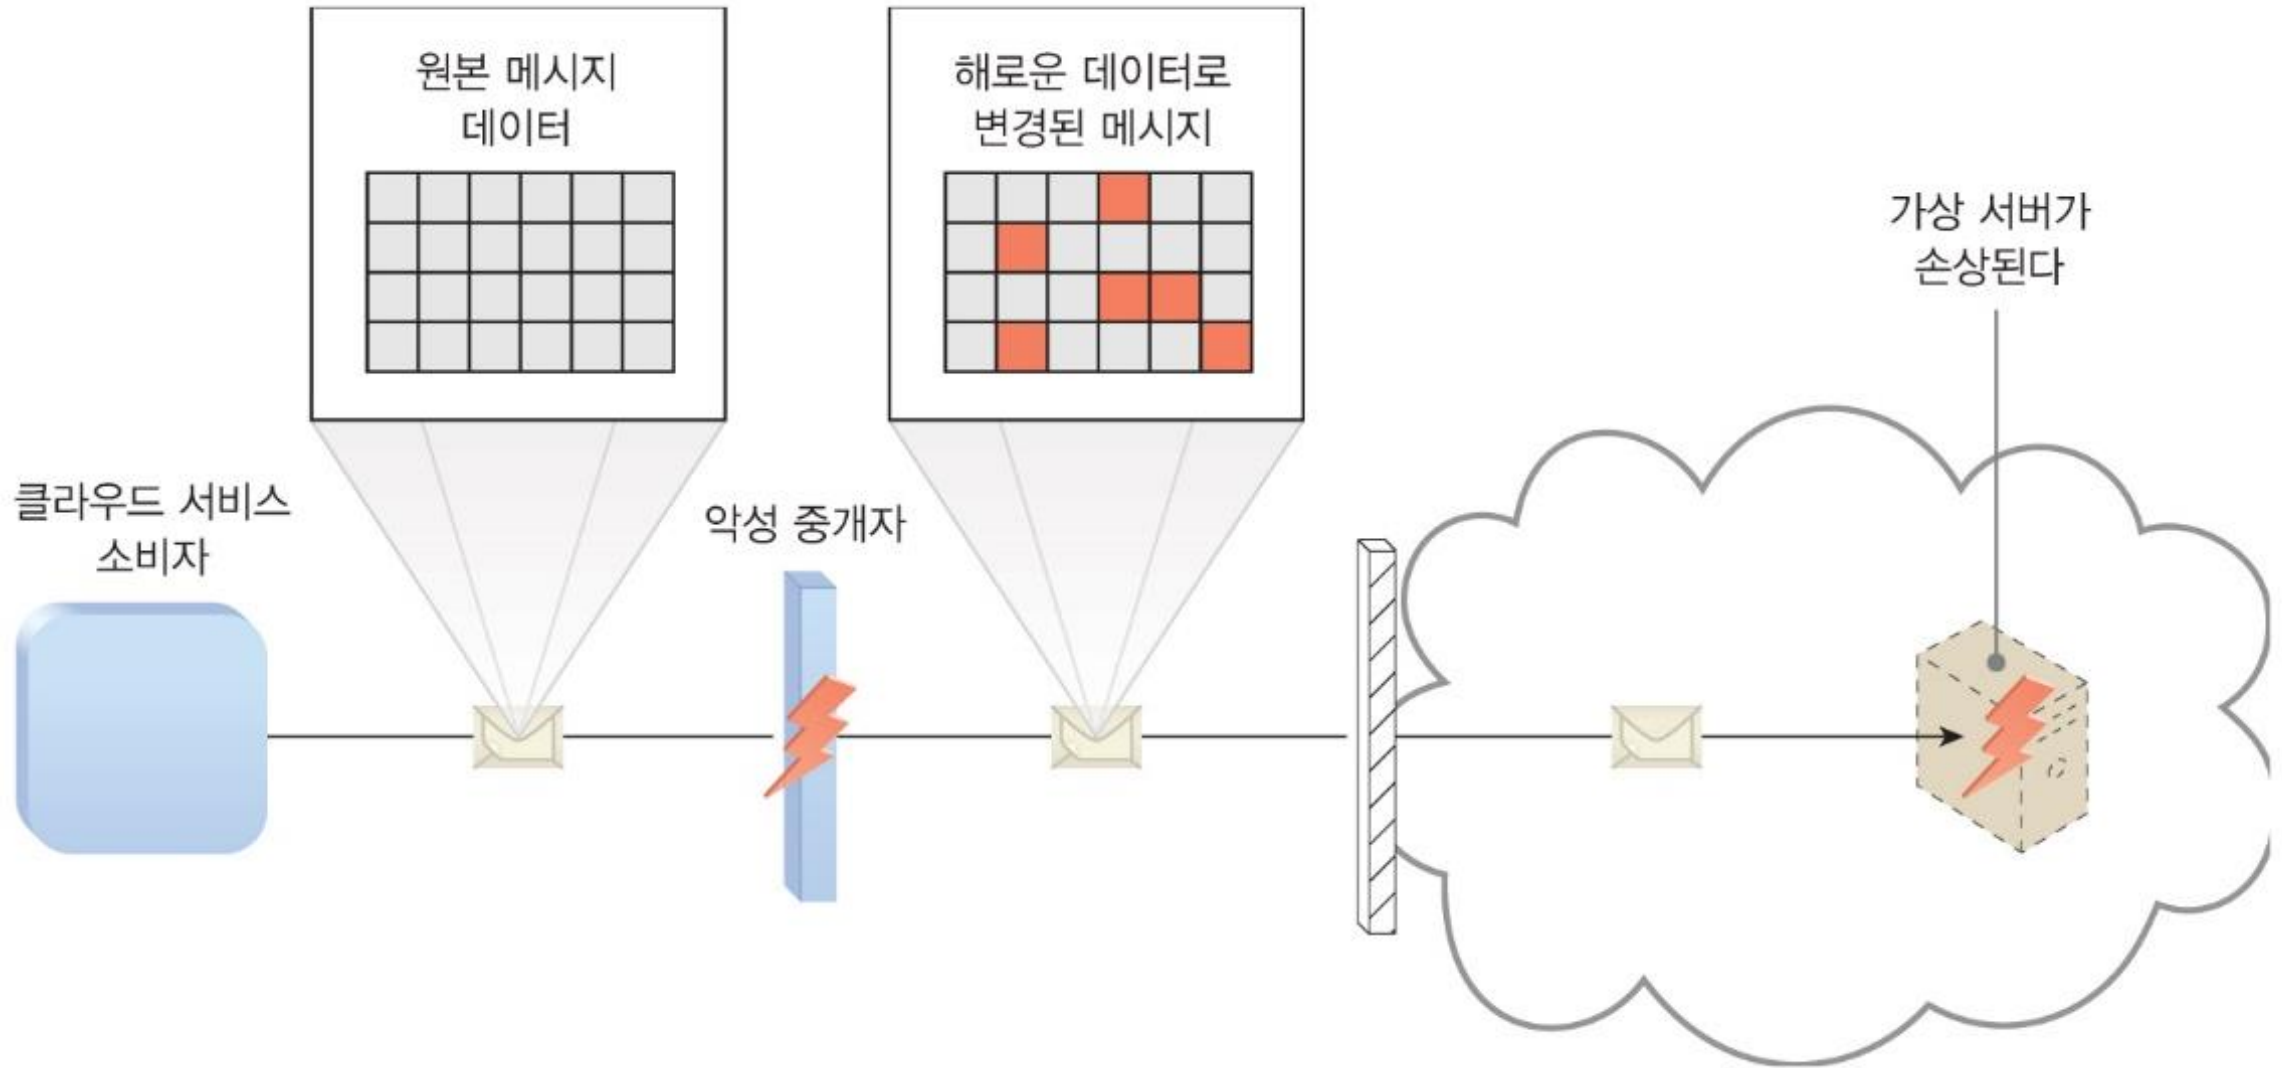 원본 메시지
데이터
해로운 데이터로
변경된 메시지
가상 서버가
손상된다
클라우드 서비스
소비자
악성 중개자